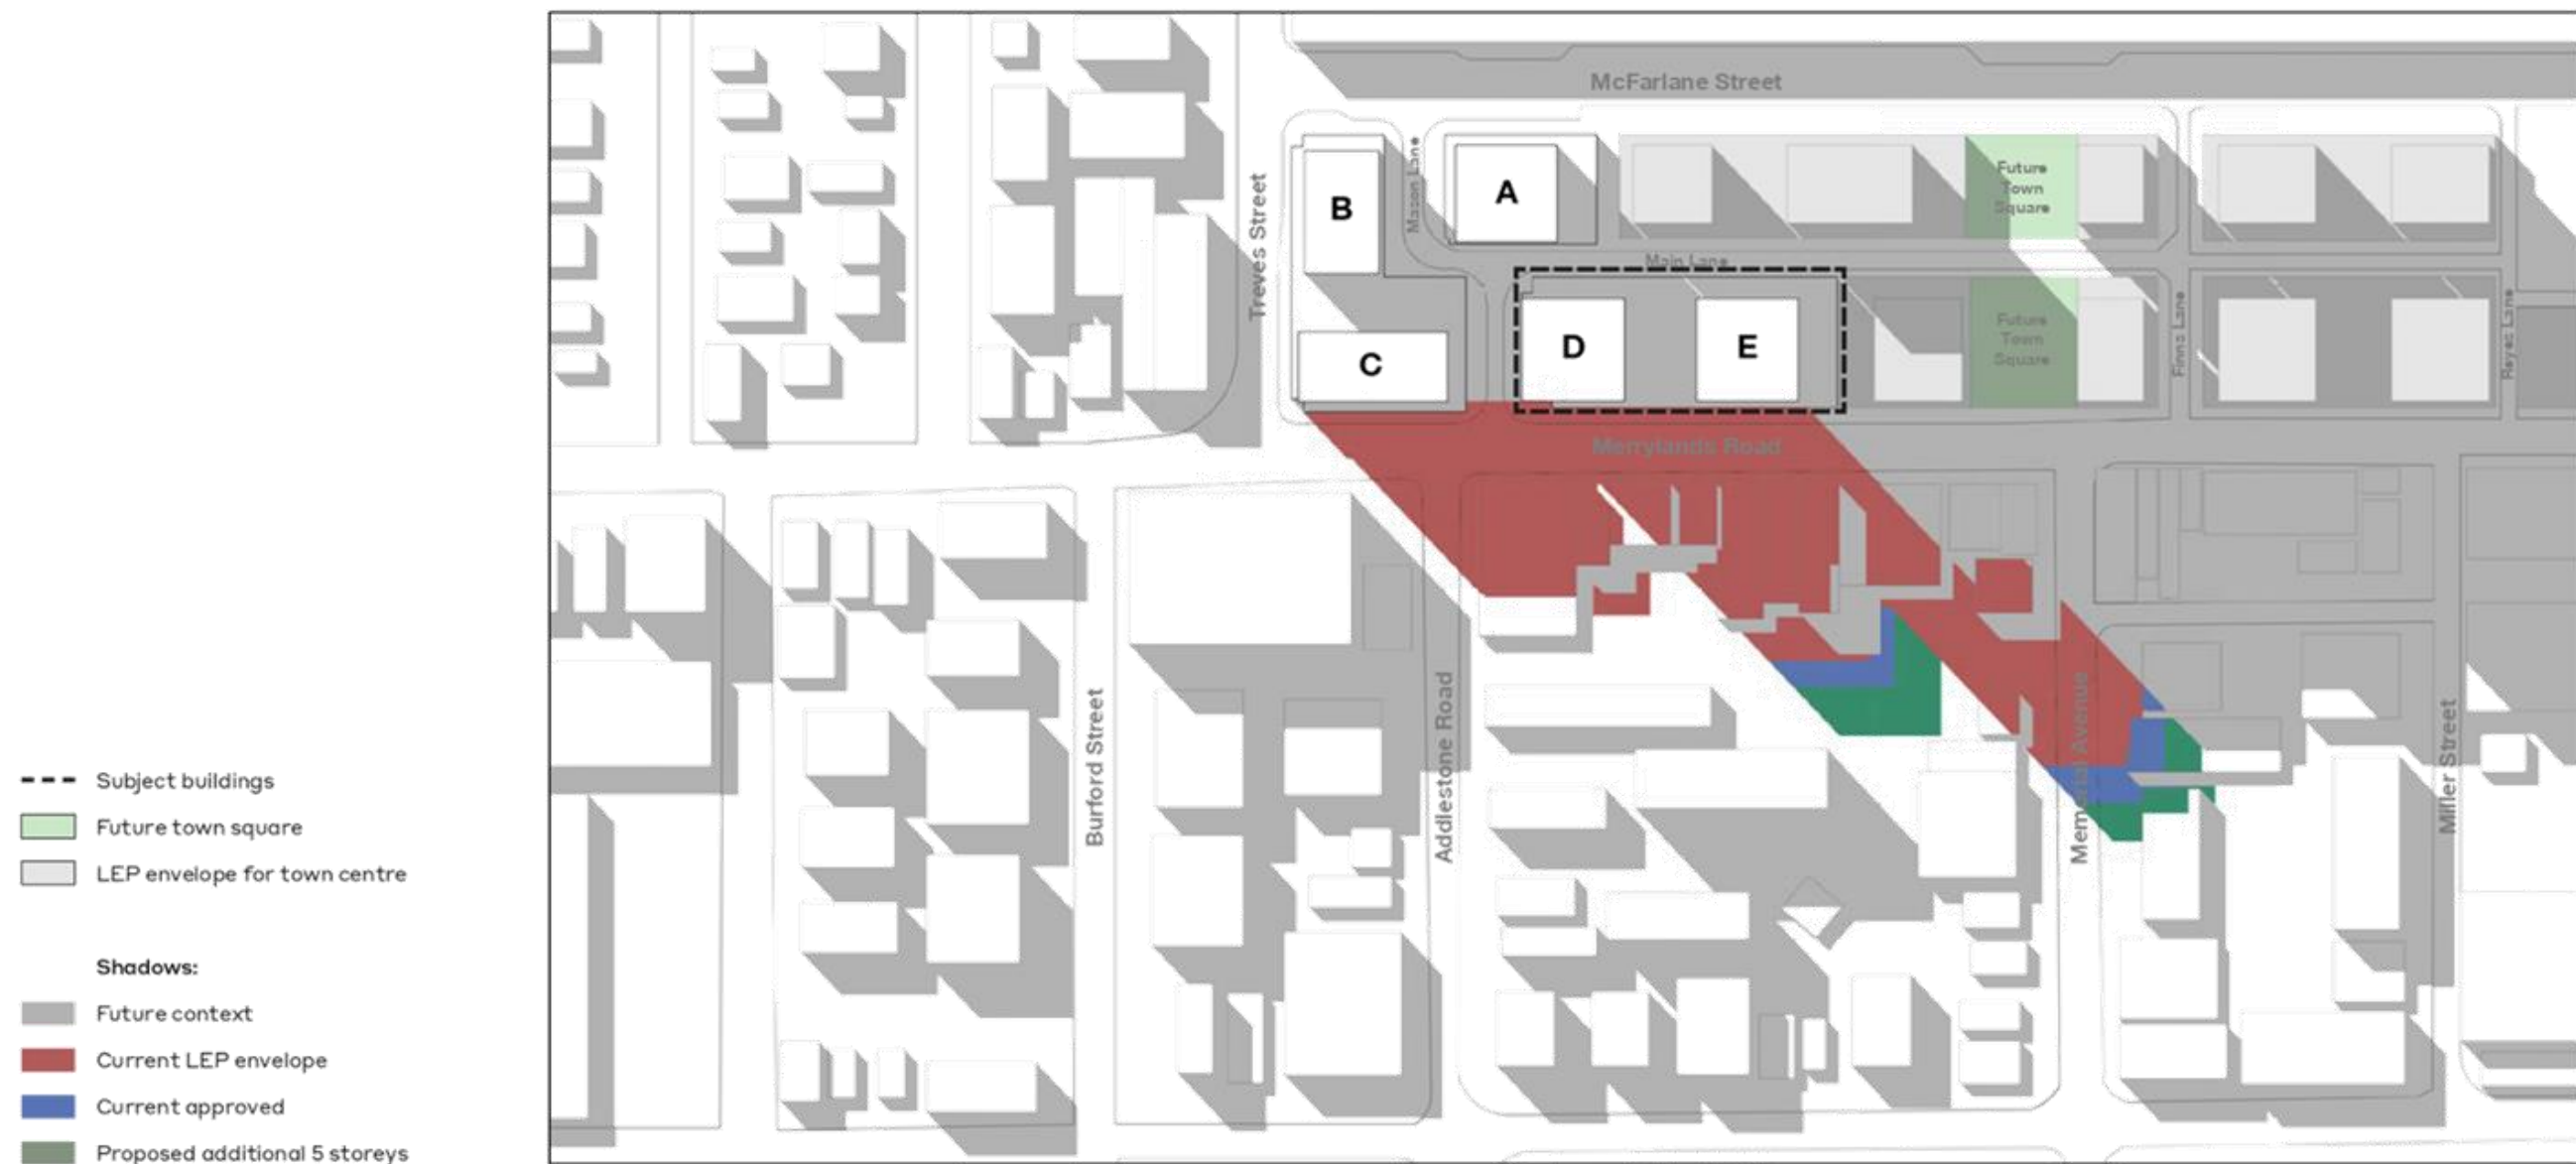 McFarlane Street
Treves Street
B
Mason Lane
A
Future
Town
Square
Main Lane
C
D
E
Future
Town
Square
Finns Lane
Reyes Lane
Merrylands Road
Burford Street
Addlestone Road
Memorial Avenue
Miller Street
Subject buildings
Future town square
LEP envelope for town centre
Shadows:
Future context
Current LEP envelope
Current approved
Proposed additional 5 storeys